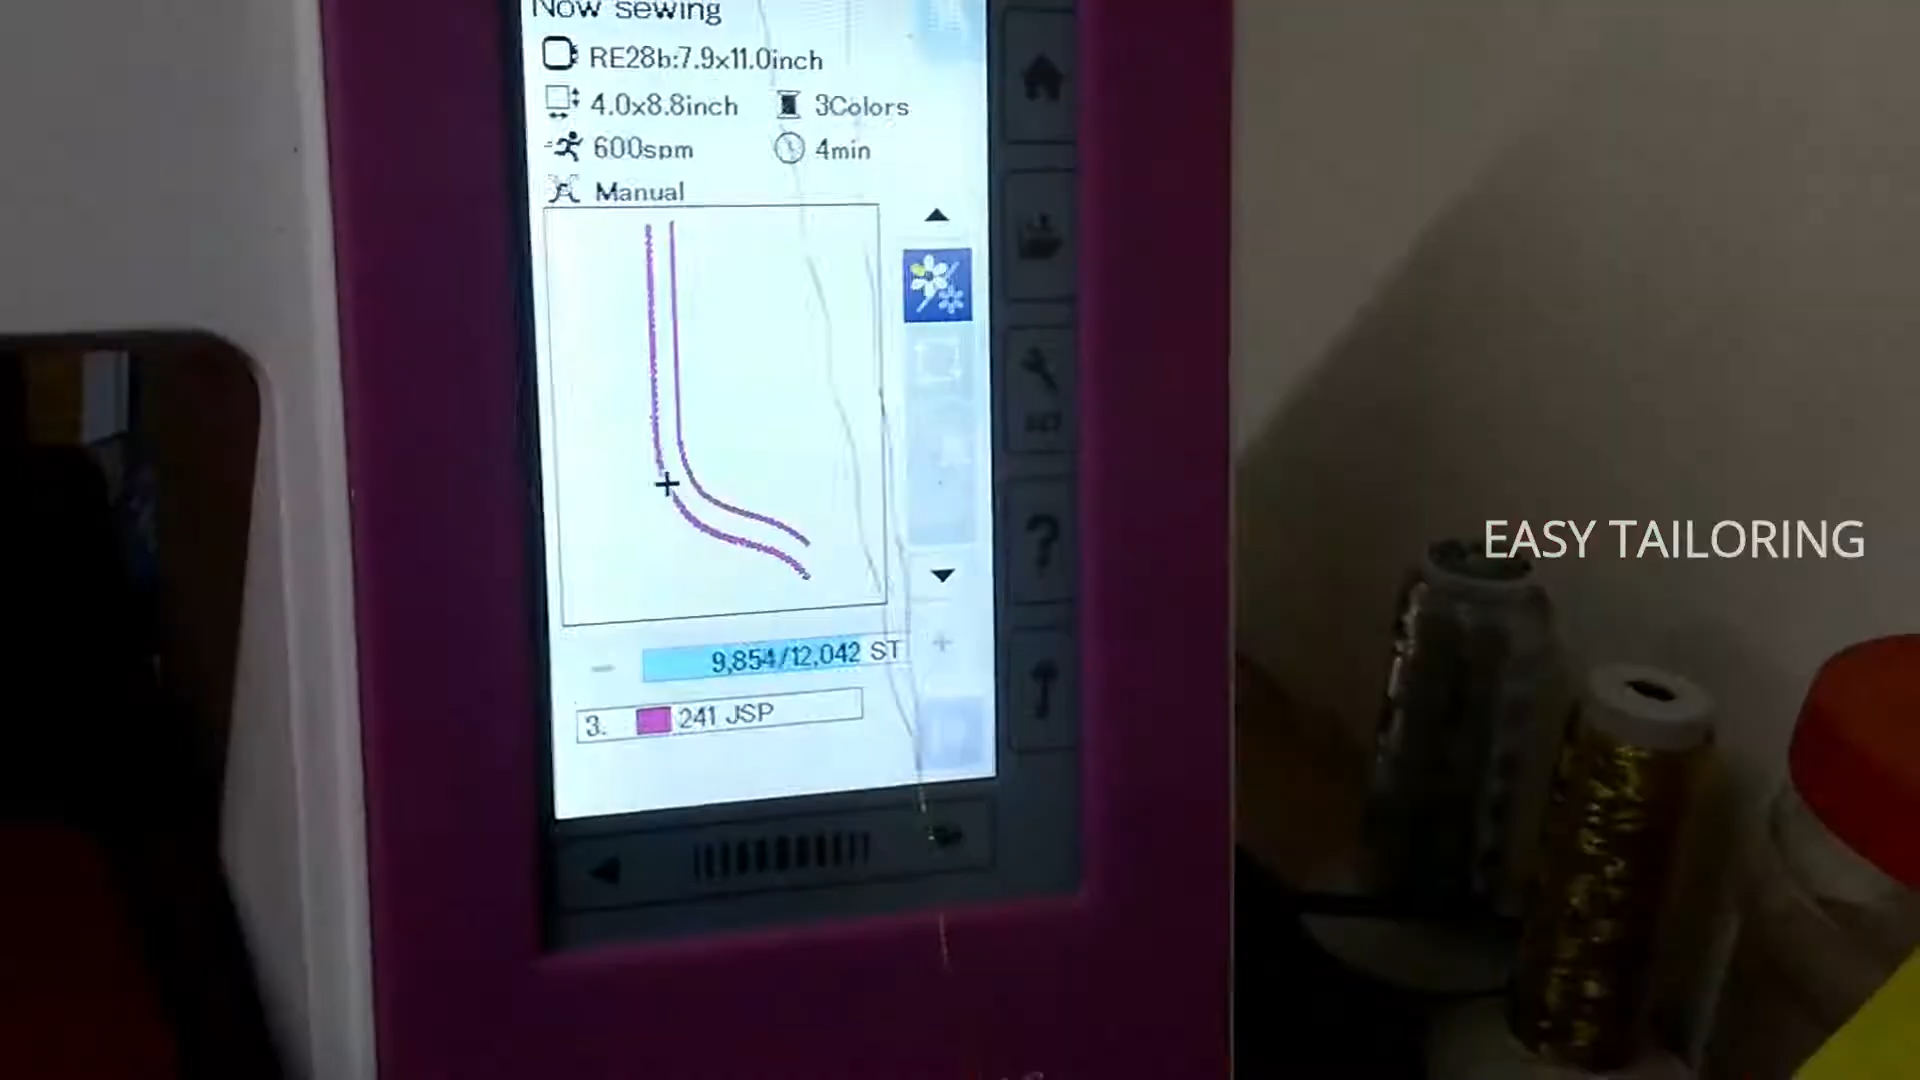 Now sewing
RE28b:7.9x11.0inch
4.0x8.8inch 3Colors
600spm 4min
Manual
9,854/12,042 ST
3. 241 JSP
?
EASY TAILORING